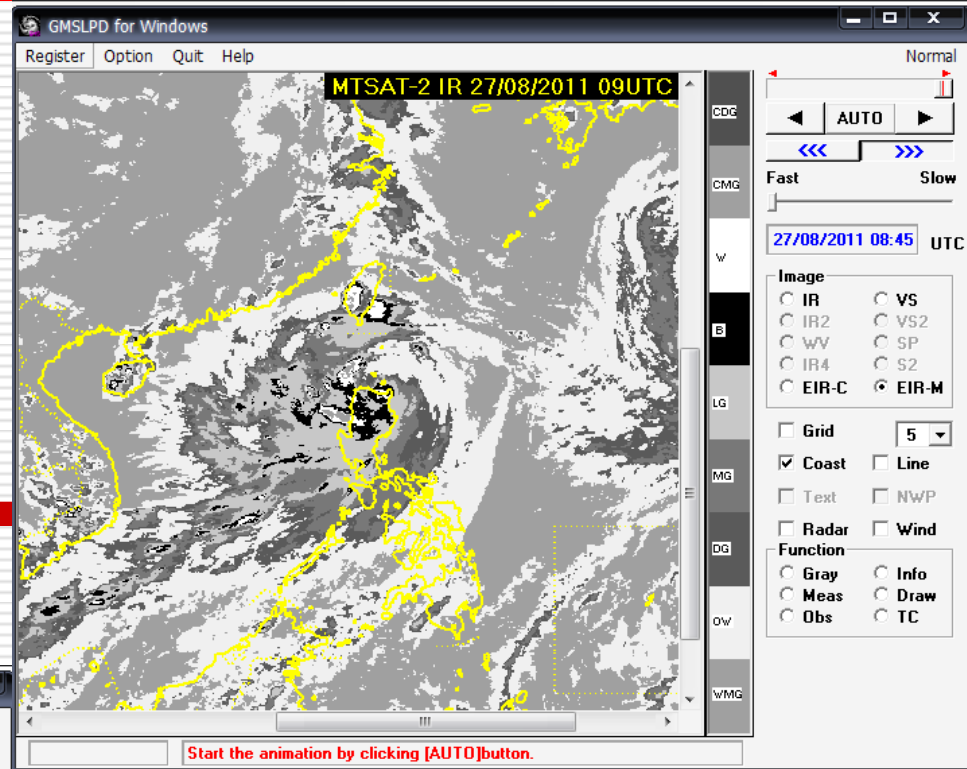 GMSLPD for Windows
Register Option Quit Help
Normal
MTSAT-2 IR 27/08/2011 09UTC
CDG
CMG
W
B
LG
MG
DG
OW
WMG
AUTO
<<< >>>
Fast Slow
27/08/2011 08:45 UTC
Image
IR VS
IR2 VS2
WV SP
IR4 S2
EIR-C EIR-M
Grid 5
Coast Line
Text NWP
Radar Wind
Function
Gray Info
Meas Draw
Obs TC
Start the animation by clicking [AUTO]button.